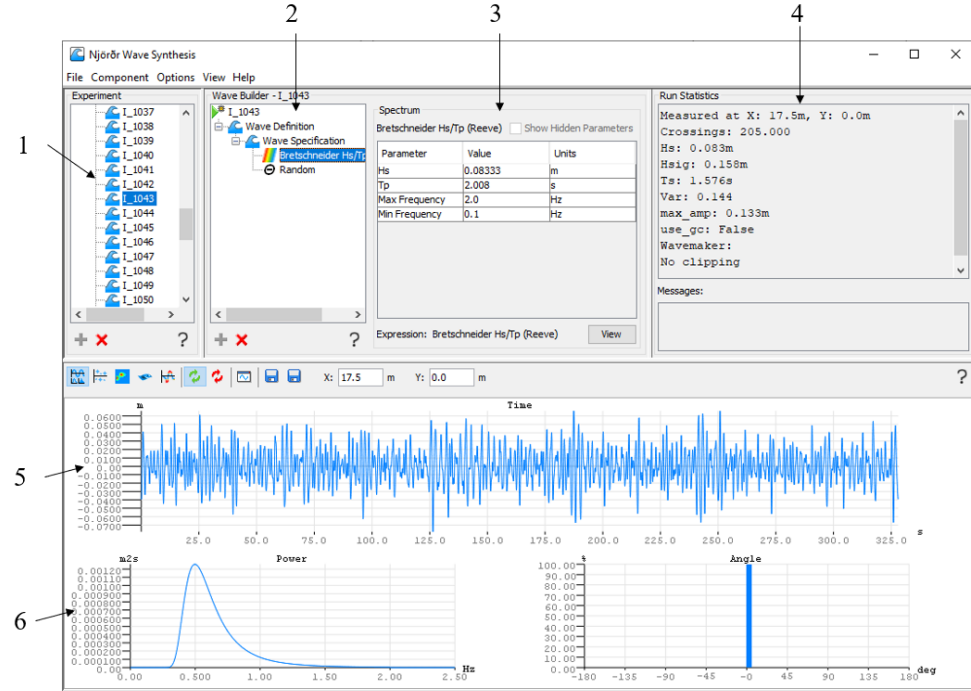 1
2
3
4
5
6
Njörðr Wave Synthesis
File Component Options View Help
Experiment
I_1037
I_1038
I_1039
I_1040
I_1041
I_1042
I_1043
I_1044
I_1045
I_1046
I_1047
I_1048
I_1049
I_1050
?
Wave Builder - I_1043
I_1043
Wave Definition
Wave Specification
Bretschneider Hs/Tp
Random
?
Spectrum
Bretschneider Hs/Tp (Reeve) Show Hidden Parameters
Parameter Value Units
Hs 0.08333 m
Tp 2.008 s
Max Frequency 2.0 Hz
Min Frequency 0.1 Hz
Expression: Bretschneider Hs/Tp (Reeve) View
Run Statistics
Measured at X: 17.5m, Y: 0.0m
Crossings: 205.000
Hs: 0.083m
Hsig: 0.158m
Ts: 1.576s
Var: 0.144
max_amp: 0.133m
use_gc: False
Wavemaker:
No clipping
Messages:
X: 17.5 m Y: 0.0 m ?
m Time
0.0600
0.0500
0.0400
0.0300
0.0200
0.0100
0.00
-0.0100
-0.0200
-0.0300
-0.0400
-0.0500
-0.0600
-0.0700
25.0 50.0 75.0 100.0 125.0 150.0 175.0 200.0 225.0 250.0 275.0 300.0 325.0 s
m2s Power
0.00120
0.00110
0.00100
0.000900
0.000800
0.000700
0.000600
0.000500
0.000400
0.000300
0.000200
0.000100
0.00
0.00 0.500 1.00 1.50 2.00 2.50 Hz
% Angle
100.00
90.00
80.00
70.00
60.00
50.00
40.00
30.00
20.00
10.00
0.00
-180 -135 -90 -45 -0 45 90 135 180 deg